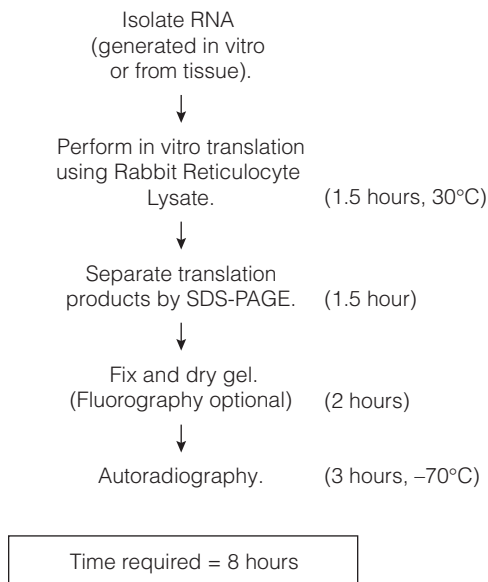 Isolate RNA
(generated in vitro
or from tissue).
Perform in vitro translation
using Rabbit Reticulocyte
Lysate. (1.5 hours, 30°C)
Separate translation
products by SDS-PAGE. (1.5 hour)
Fix and dry gel.
(Fluorography optional) (2 hours)
Autoradiography. (3 hours, –70°C)
Time required = 8 hours